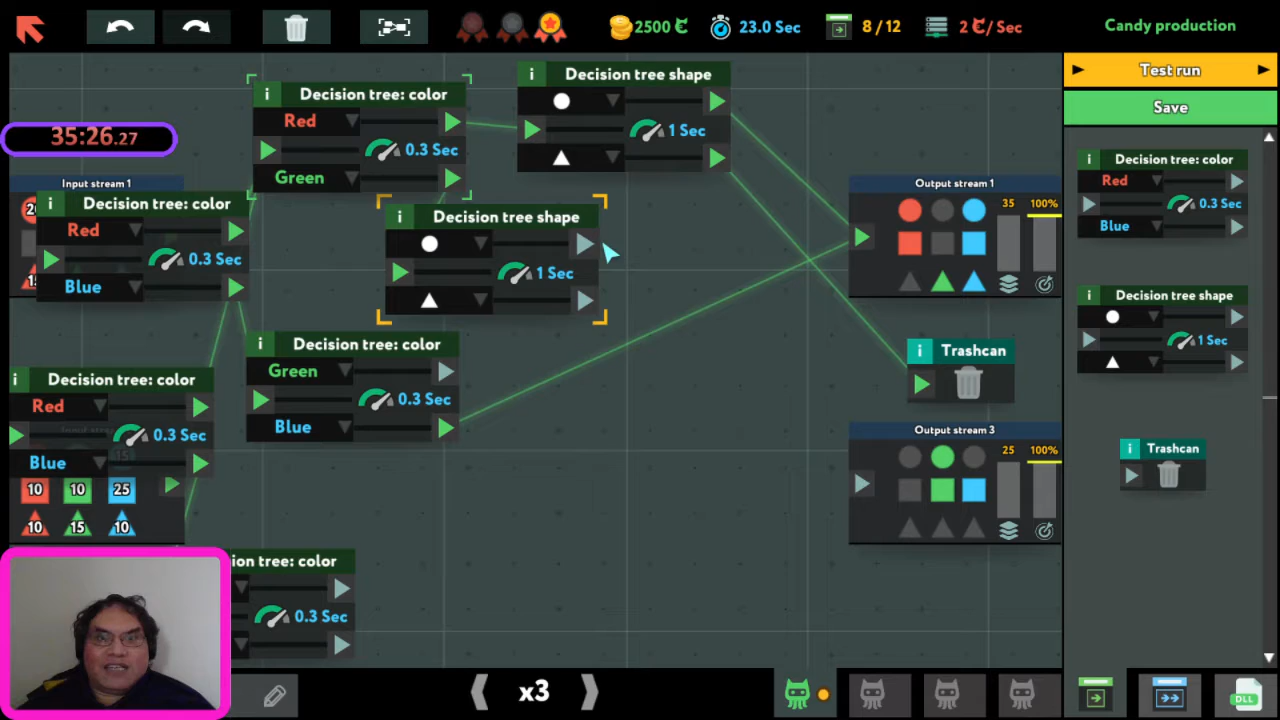 2500 ₢
23.0 Sec
8 / 12
2 ₢/Sec
Candy production
35:26.27
Decision tree: color
Red
0.3 Sec
Green
Decision tree shape
1 Sec
Input stream 1
Decision tree: color
Red
0.3 Sec
Blue
Decision tree shape
1 Sec
Decision tree: color
Green
0.3 Sec
Blue
Decision tree: color
Red
0.3 Sec
Blue
10 10 25
10 15 10
ion tree: color
0.3 Sec
Output stream 1
35 100%
Trashcan
Output stream 3
25 100%
x3
Test run
Save
Decision tree: color
Red
0.3 Sec
Blue
Decision tree shape
1 Sec
Trashcan
DLL